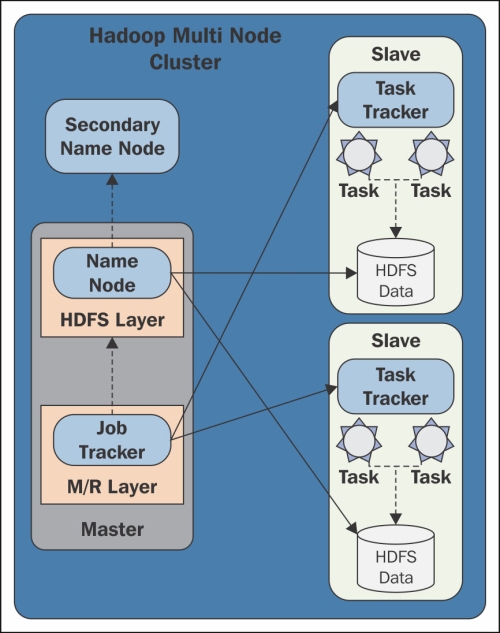 Hadoop Multi Node
Cluster
Secondary
Name Node
Name
Node
HDFS Layer
Job
Tracker
M/R Layer
Master
Slave
Task
Tracker
Task Task
HDFS
Data
Slave
Task
Tracker
Task Task
HDFS
Data